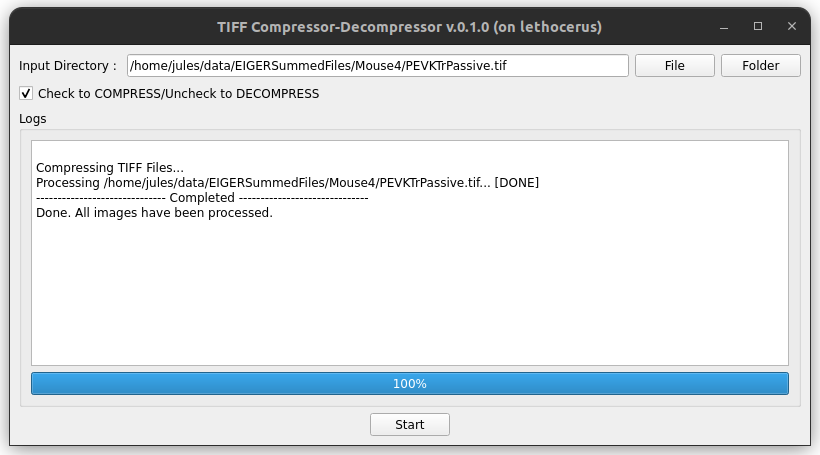 TIFF Compressor-Decompressor v.0.1.0 (on lethocerus)
Input Directory : /home/jules/data/EIGERSummedFiles/Mouse4/PEVKTrPassive.tif File Folder
Check to COMPRESS/Uncheck to DECOMPRESS
Logs
Compressing TIFF Files...
Processing /home/jules/data/EIGERSummedFiles/Mouse4/PEVKTrPassive.tif... [DONE]
------------------------------ Completed ------------------------------
Done. All images have been processed.
100%
Start